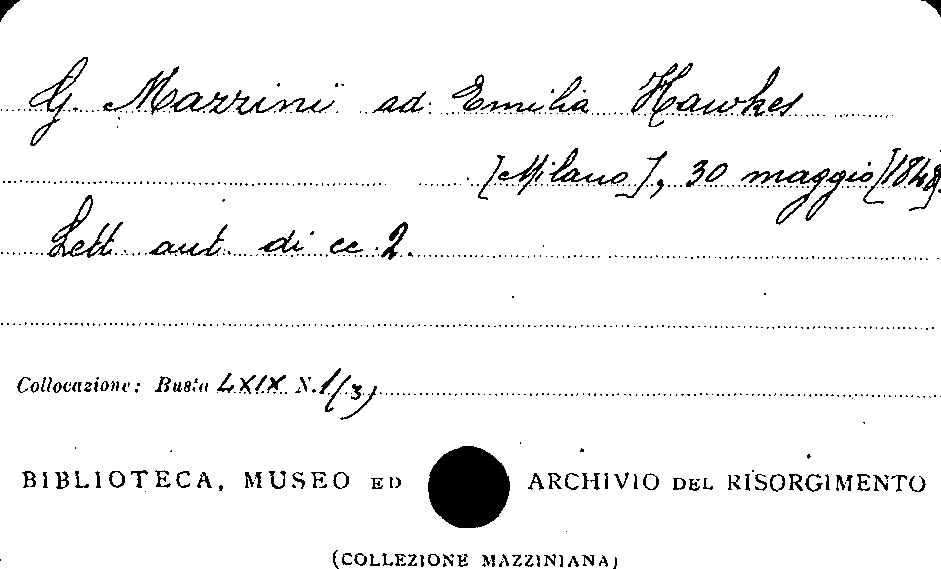 G. Mazzini ad Emilia Hawkes
[Milano], 30 maggio [1848].
Lett. aut. di cc. 2.
Collocazione: Busta LXIX N. 1/(3)
BIBLIOTECA, MUSEO ED ARCHIVIO DEL RISORGIMENTO
(COLLEZIONE MAZZINIANA)